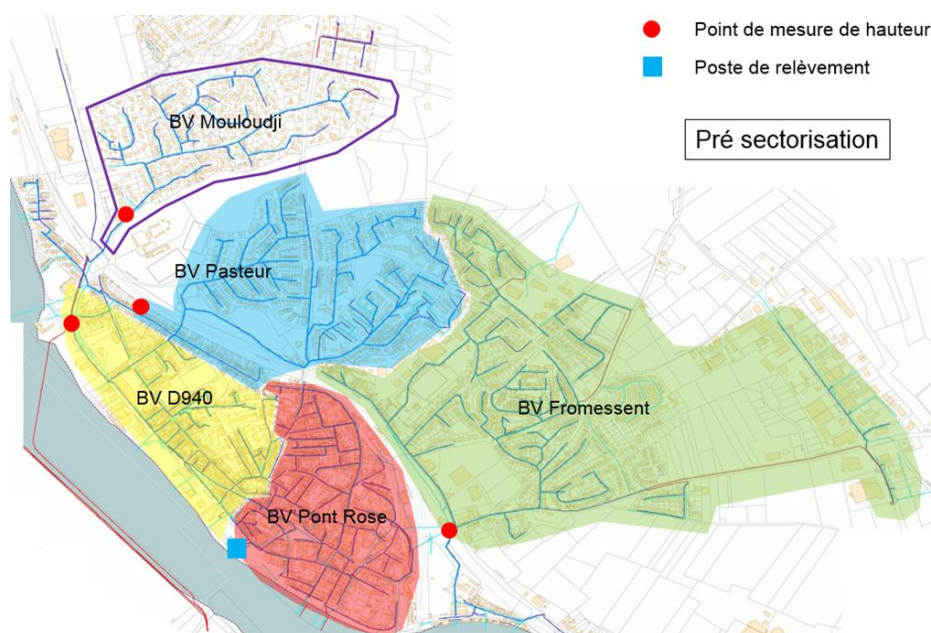 Point de mesure de hauteur
Poste de relèvement
Pré sectorisation
BV Mouloudji
BV Pasteur
BV D940
BV Fromessent
BV Pont Rose